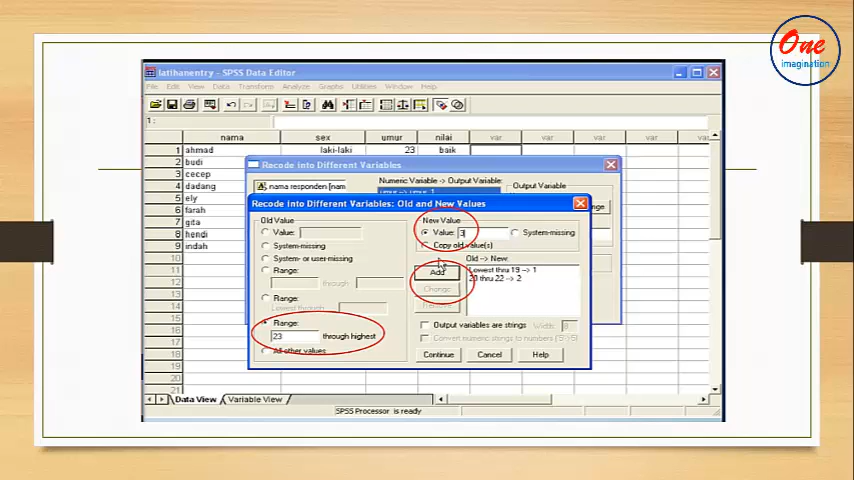 One
imagination
latihanentry - SPSS Data Editor
File Edit View Data Transform Analyze Graphs Utilities Window Help
1 :
nama sex umur nilai var var var var var
1 ahmad laki-laki 23 baik
2 budi
3 cecep
4 dadang
5 ely
6 farah
7 gita
8 hendi
9 indah
10
11
12
13
14
15
16
17
18
19
20
21
Recode into Different Variables
nama responden [nam
Numeric Variable -> Output Variable:
umur -> umur_1
Output Variable
Recode into Different Variables: Old and New Values
Old Value
Value:
System-missing
System- or user-missing
Range:
through
Range:
Lowest through
Range:
23 through highest
All other values
New Value
Value: 3 System-missing
Copy old value(s)
Old --> New:
Add
Change
Remove
Lowest thru 19 --> 1
20 thru 22 --> 2
Output variables are strings Width: 8
Convert numeric strings to numbers ('5'->5)
Continue Cancel Help
Data View Variable View
SPSS Processor is ready